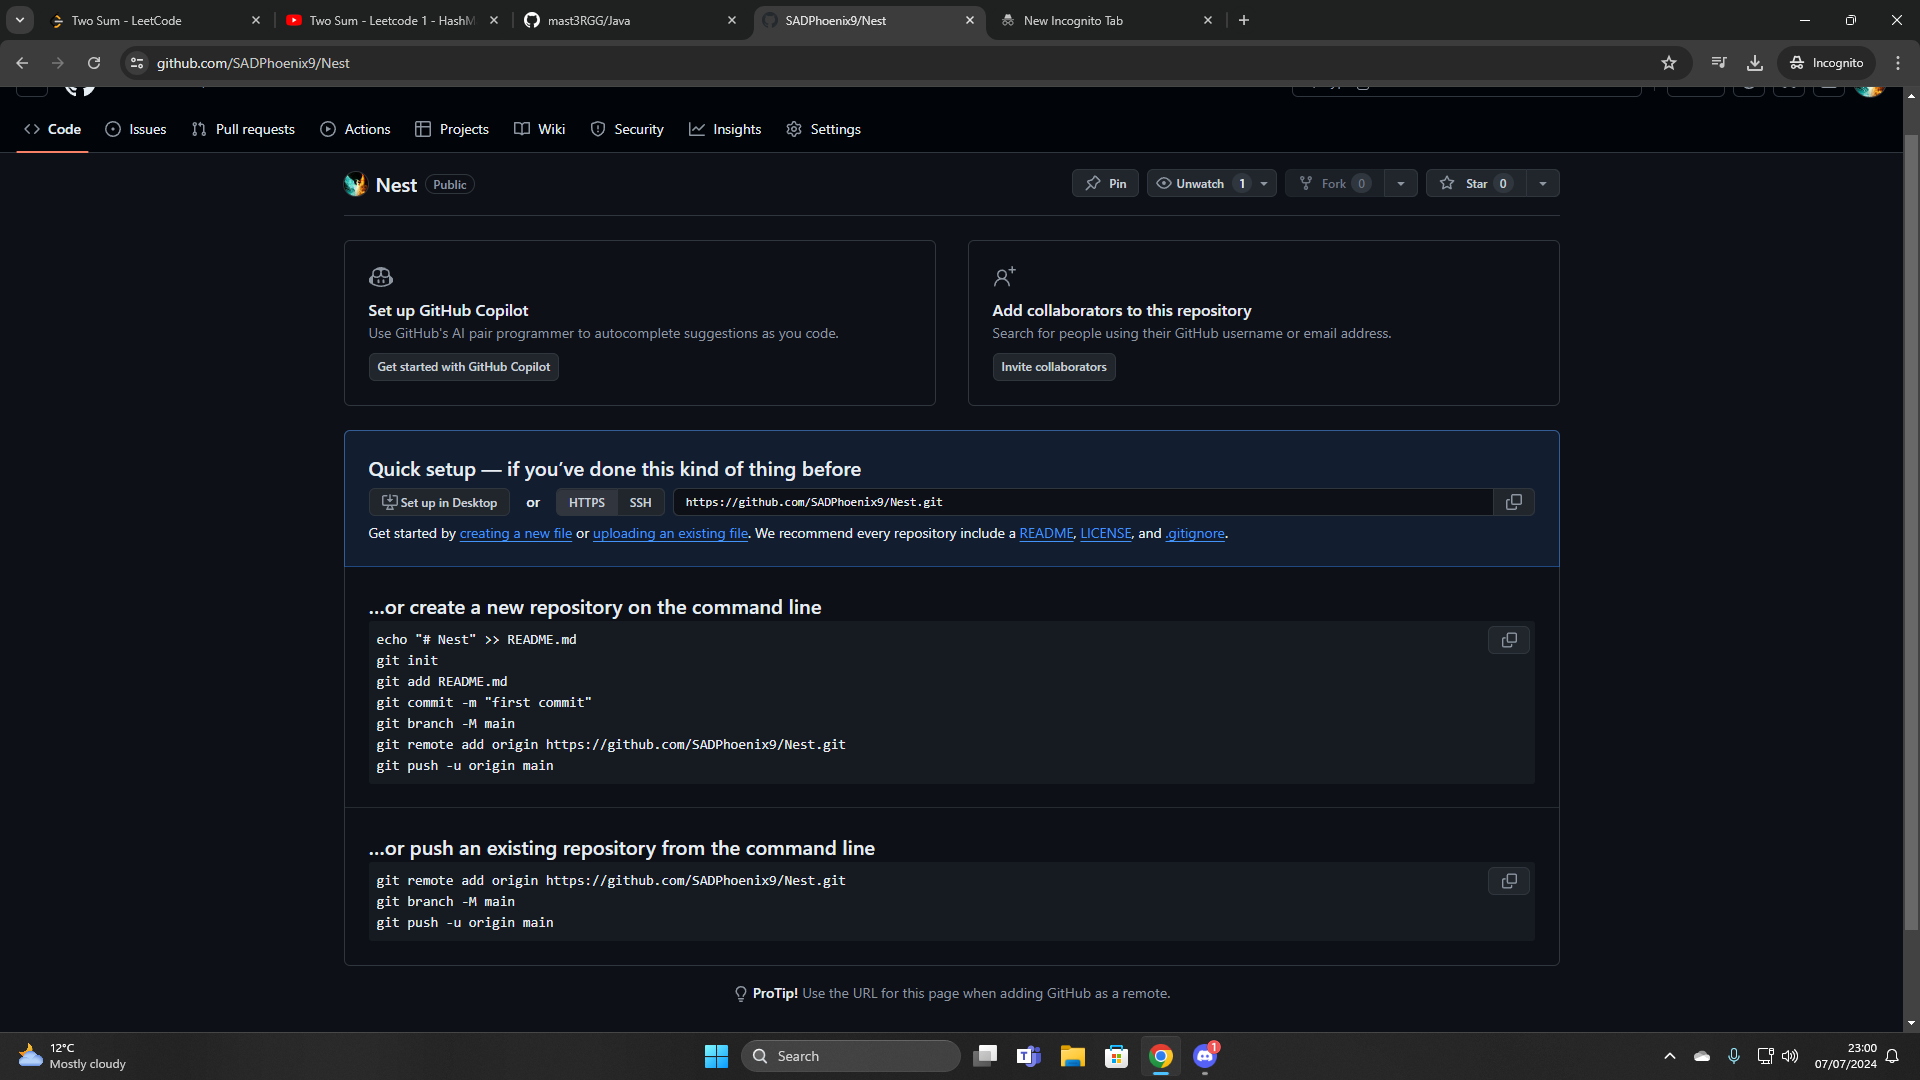 Two Sum - LeetCode
Two Sum - Leetcode 1 - HashM
mast3RGG/Java
SADPhoenix9/Nest
New Incognito Tab
github.com/SADPhoenix9/Nest
Incognito
Code
Issues
Pull requests
Actions
Projects
Wiki
Security
Insights
Settings
Nest
Public
Pin
Unwatch 1
Fork 0
Star 0
Set up GitHub Copilot
Use GitHub's AI pair programmer to autocomplete suggestions as you code.
Get started with GitHub Copilot
Add collaborators to this repository
Search for people using their GitHub username or email address.
Invite collaborators
Quick setup — if you’ve done this kind of thing before
Set up in Desktop or HTTPS SSH https://github.com/SADPhoenix9/Nest.git
Get started by creating a new file or uploading an existing file. We recommend every repository include a README, LICENSE, and .gitignore.
…or create a new repository on the command line
echo "# Nest" >> README.md
git init
git add README.md
git commit -m "first commit"
git branch -M main
git remote add origin https://github.com/SADPhoenix9/Nest.git
git push -u origin main
…or push an existing repository from the command line
git remote add origin https://github.com/SADPhoenix9/Nest.git
git branch -M main
git push -u origin main
ProTip! Use the URL for this page when adding GitHub as a remote.
12°C
Mostly cloudy
Search
1
23:00
07/07/2024